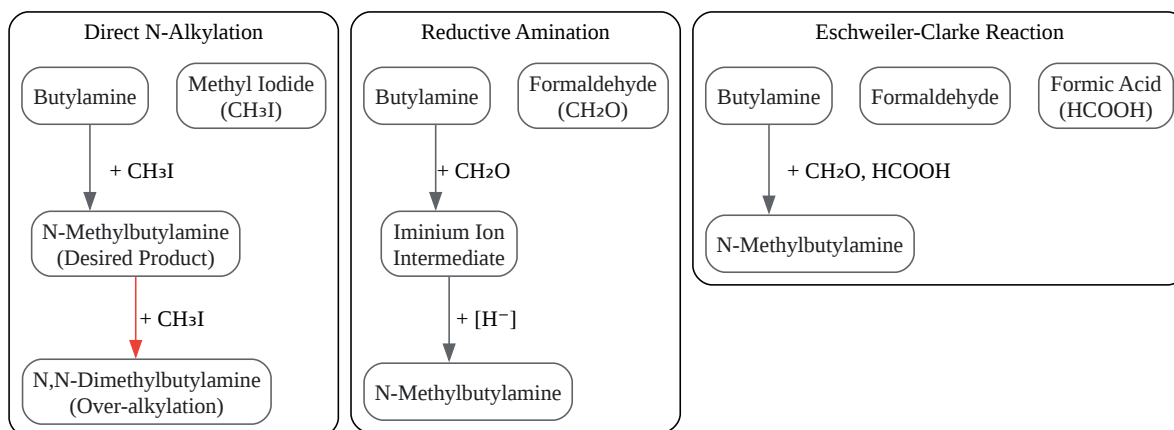 Direct N-Alkylation
Butylamine
Methyl Iodide
(CH₃I)
+ CH₃I
N-Methylbutylamine
(Desired Product)
+ CH₃I
N,N-Dimethylbutylamine
(Over-alkylation)
Reductive Amination
Butylamine
Formaldehyde
(CH₂O)
+ CH₂O
Iminium Ion
Intermediate
+ [H⁻]
N-Methylbutylamine
Eschweiler-Clarke Reaction
Butylamine
Formaldehyde
Formic Acid
(HCOOH)
+ CH₂O, HCOOH
N-Methylbutylamine